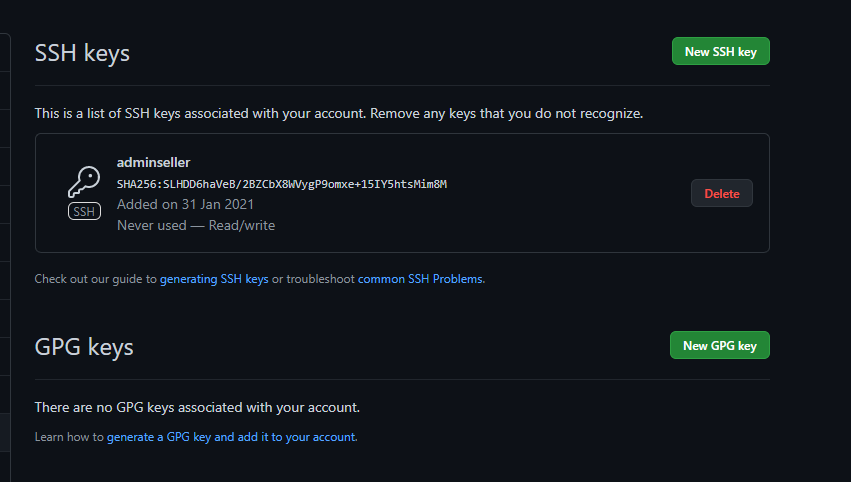 SSH keys
New SSH key
This is a list of SSH keys associated with your account. Remove any keys that you do not recognize.
adminseller
SHA256:SLHDD6haVeB/2BZCbX8WVygP9omxe+15IY5htsMim8M
Added on 31 Jan 2021
Never used — Read/write
SSH
Delete
Check out our guide to generating SSH keys or troubleshoot common SSH Problems.
GPG keys
New GPG key
There are no GPG keys associated with your account.
Learn how to generate a GPG key and add it to your account.